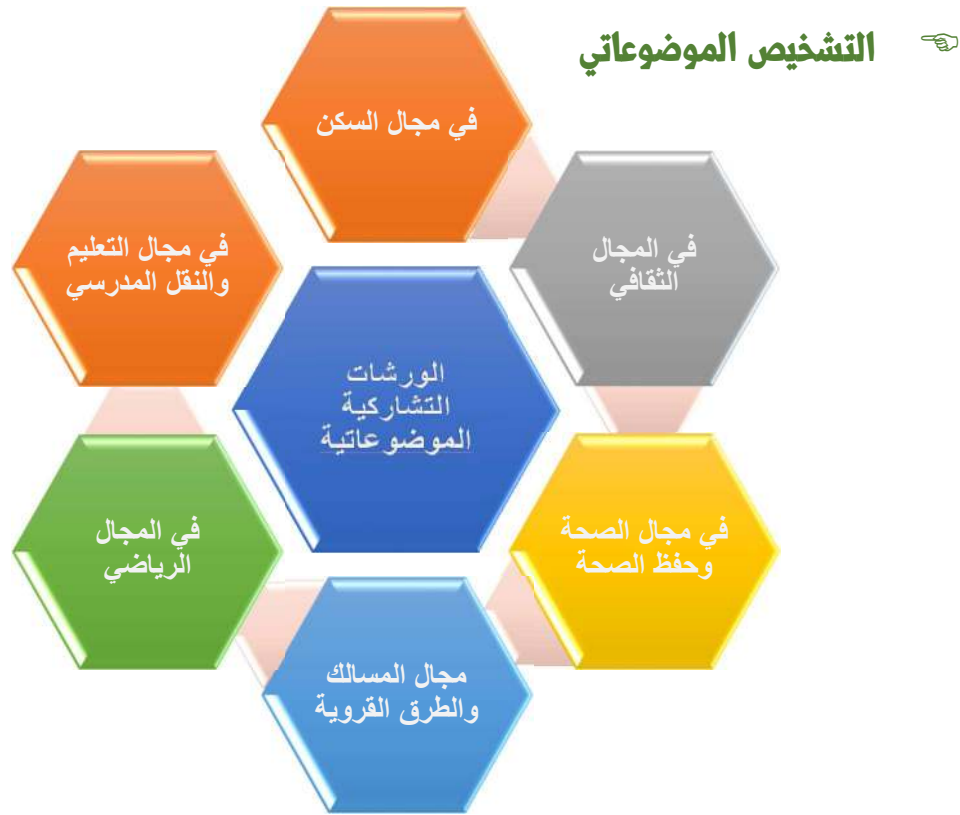 ☜ التشخيص الموضوعاتي
في مجال السكن
في المجال
الثقافي
في مجال التعليم
والنقل المدرسي
الورشات
التشاركية
الموضوعاتية
في مجال الصحة
وحفظ الصحة
في المجال
الرياضي
مجال المسالك
والطرق القروية